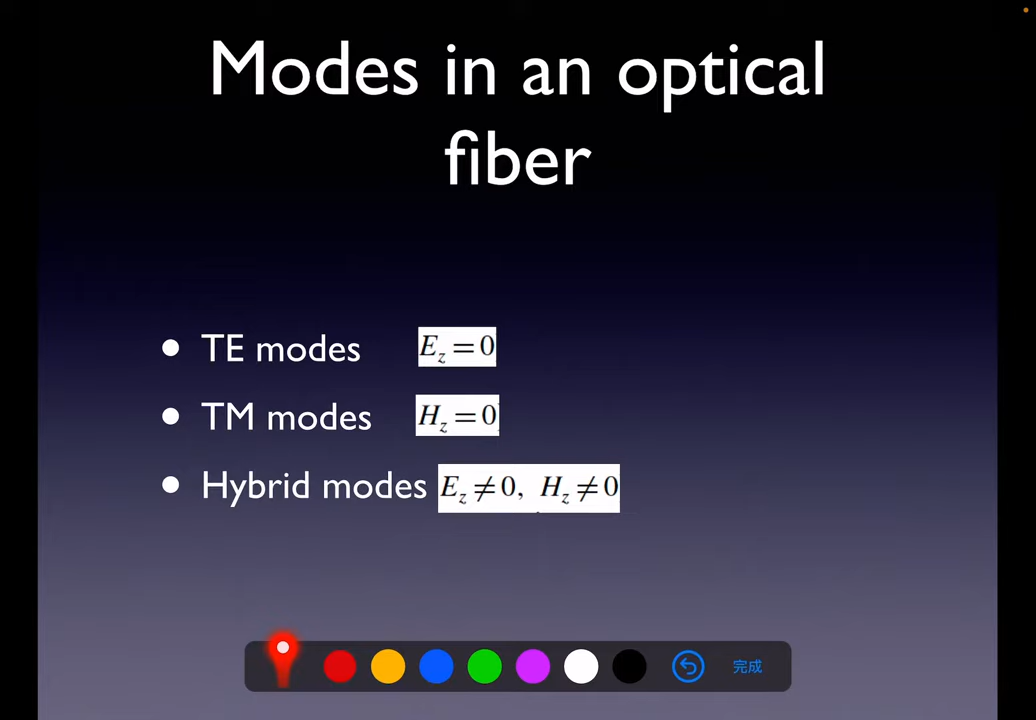 Modes in an optical
fiber
• TE modes E_z = 0
• TM modes H_z = 0
• Hybrid modes E_z ≠ 0, H_z ≠ 0
完成